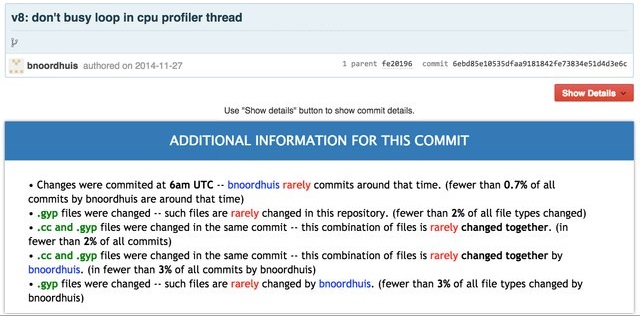 v8: don't busy loop in cpu profiler thread
bnoordhuis authored on 2014-11-27
1 parent fe20196 commit 6ebd85e10535dfaa9181842fe73834e51d4d3e6c
Show Details
Use "Show details" button to show commit details.
ADDITIONAL INFORMATION FOR THIS COMMIT
• Changes were commited at 6am UTC -- bnoordhuis rarely commits around that time. (fewer than 0.7% of all
commits by bnoordhuis are around that time)
• .gyp files were changed -- such files are rarely changed in this repository. (fewer than 2% of all file types changed)
• .cc and .gyp files were changed in the same commit -- this combination of files is rarely changed together. (in
fewer than 2% of all commits)
• .cc and .gyp files were changed in the same commit -- this combination of files is rarely changed together by
bnoordhuis. (in fewer than 3% of all commits by bnoordhuis)
• .gyp files were changed -- such files are rarely changed by bnoordhuis. (fewer than 3% of all file types changed by
bnoordhuis)